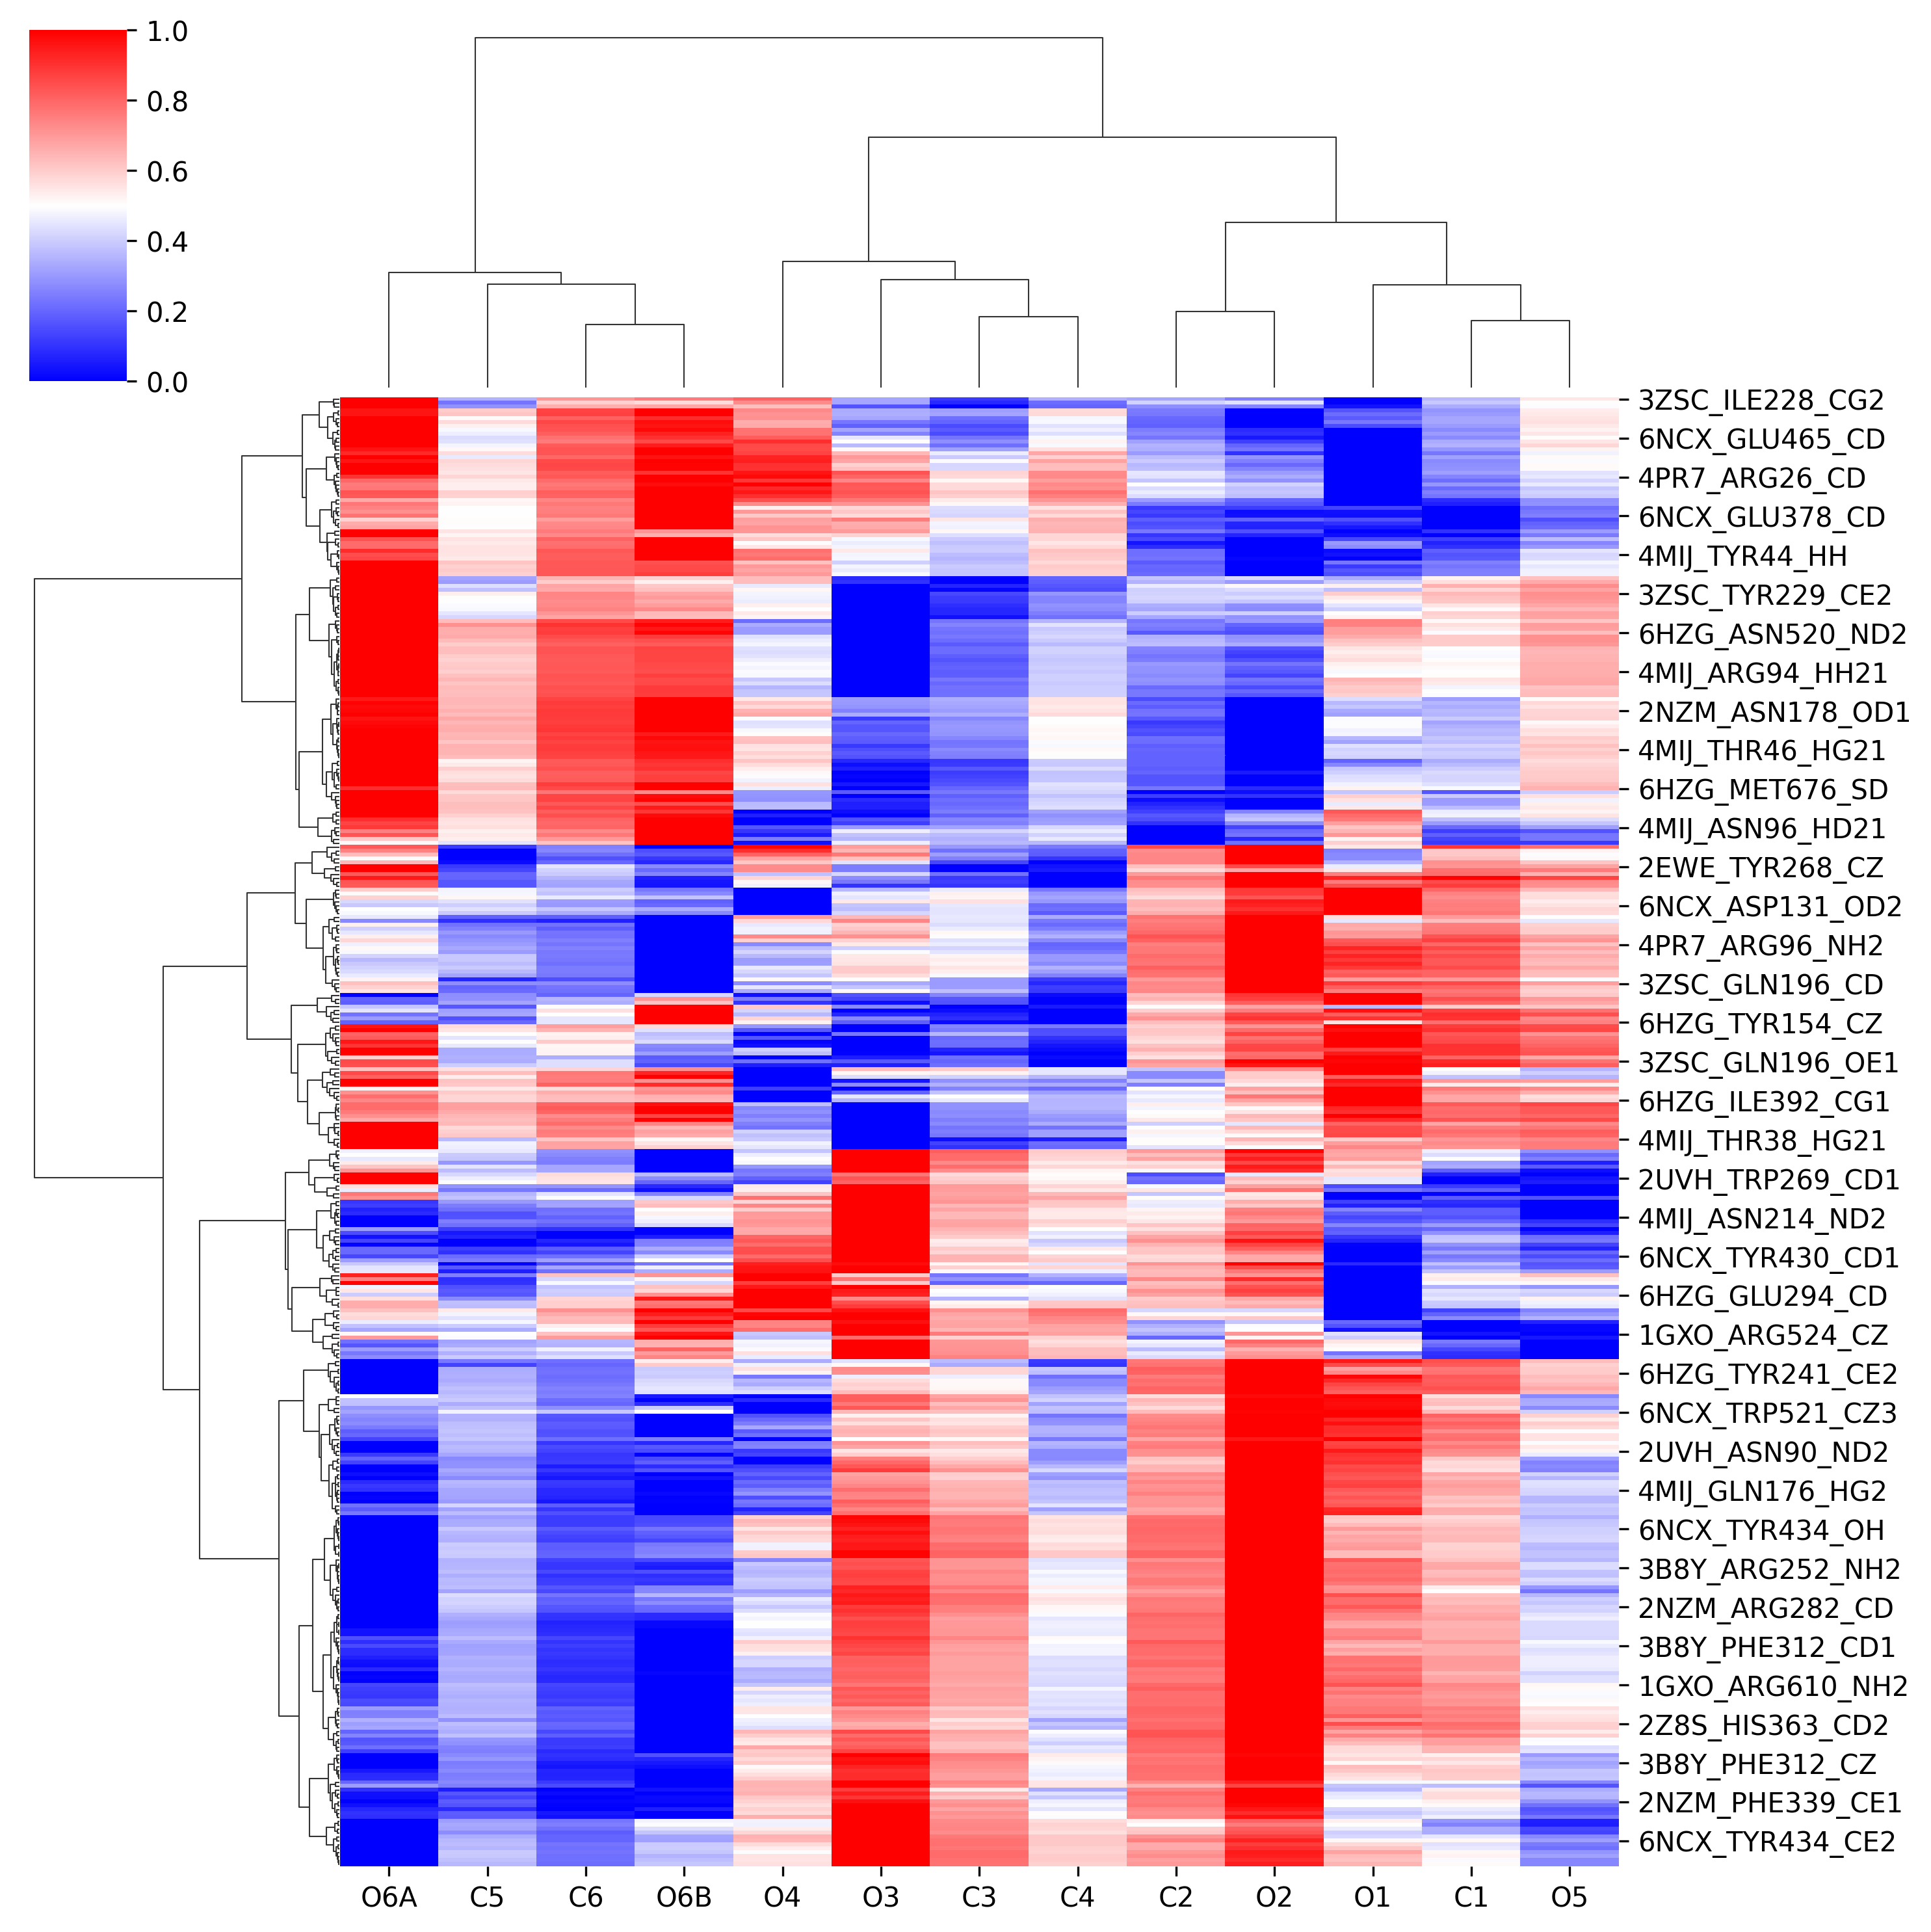 1.0
0.8
0.6
0.4
0.2
0.0
3ZSC_ILE228_CG2
6NCX_GLU465_CD
4PR7_ARG26_CD
6NCX_GLU378_CD
4MIJ_TYR44_HH
3ZSC_TYR229_CE2
6HZG_ASN520_ND2
4MIJ_ARG94_HH21
2NZM_ASN178_OD1
4MIJ_THR46_HG21
6HZG_MET676_SD
4MIJ_ASN96_HD21
2EWE_TYR268_CZ
6NCX_ASP131_OD2
4PR7_ARG96_NH2
3ZSC_GLN196_CD
6HZG_TYR154_CZ
3ZSC_GLN196_OE1
6HZG_ILE392_CG1
4MIJ_THR38_HG21
2UVH_TRP269_CD1
4MIJ_ASN214_ND2
6NCX_TYR430_CD1
6HZG_GLU294_CD
1GXO_ARG524_CZ
6HZG_TYR241_CE2
6NCX_TRP521_CZ3
2UVH_ASN90_ND2
4MIJ_GLN176_HG2
6NCX_TYR434_OH
3B8Y_ARG252_NH2
2NZM_ARG282_CD
3B8Y_PHE312_CD1
1GXO_ARG610_NH2
2Z8S_HIS363_CD2
3B8Y_PHE312_CZ
2NZM_PHE339_CE1
6NCX_TYR434_CE2
O6A C5 C6 O6B O4 O3 C3 C4 C2 O2 O1 C1 O5